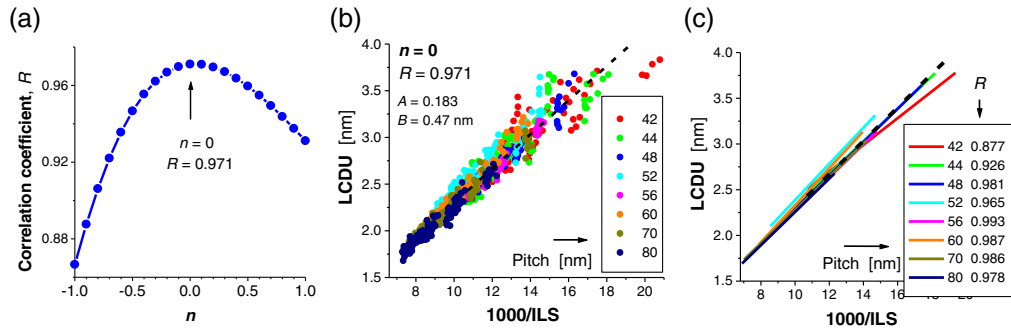 (a)
Correlation coefficient, R
0.96
0.92
0.88
n = 0
R = 0.971
-1.0
-0.5
0.0
0.5
1.0
n
(b)
LCDU [nm]
4.0
3.5
3.0
2.5
2.0
1.5
n = 0
R = 0.971
A = 0.183
B = 0.47 nm
42
44
48
52
56
60
70
80
Pitch [nm]
8 10 12 14 16 18 20
1000/ILS
(c)
LCDU [nm]
4.0
3.5
3.0
2.5
2.0
1.5
R
42 0.877
44 0.926
48 0.981
52 0.965
56 0.993
60 0.987
70 0.986
80 0.978
Pitch [nm]
8 10 12 14 16
1000/ILS